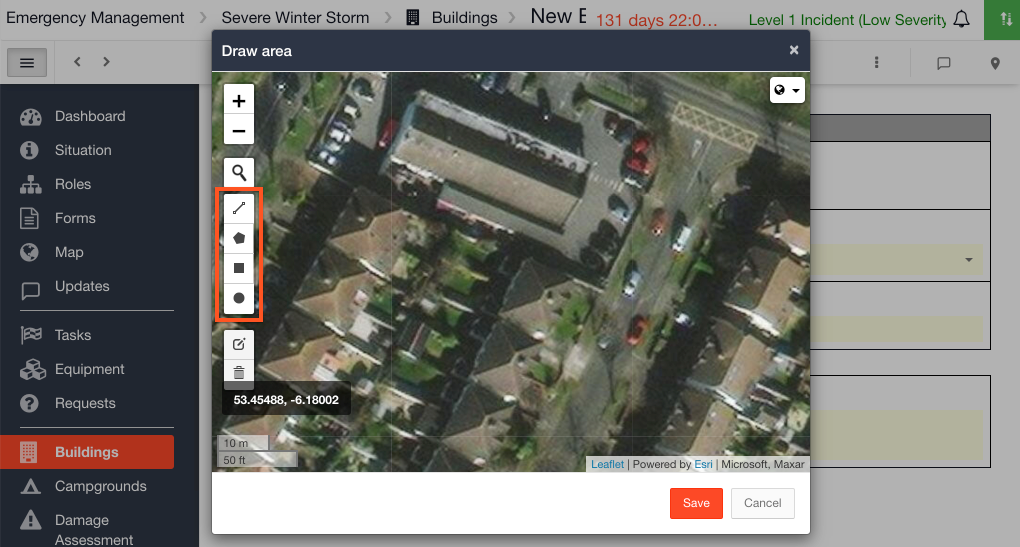 Emergency Management > Severe Winter Storm > Buildings > New B 131 days 22:0... Level 1 Incident (Low Severity
Draw area ×
Dashboard
Situation
Roles
Forms
Map
Updates
Tasks
Equipment
Requests
Buildings
Campgrounds
Damage
Assessment
+
−
53.45488, -6.18002
10 m
50 ft
Leaflet | Powered by Esri | Microsoft, Maxar
Save Cancel